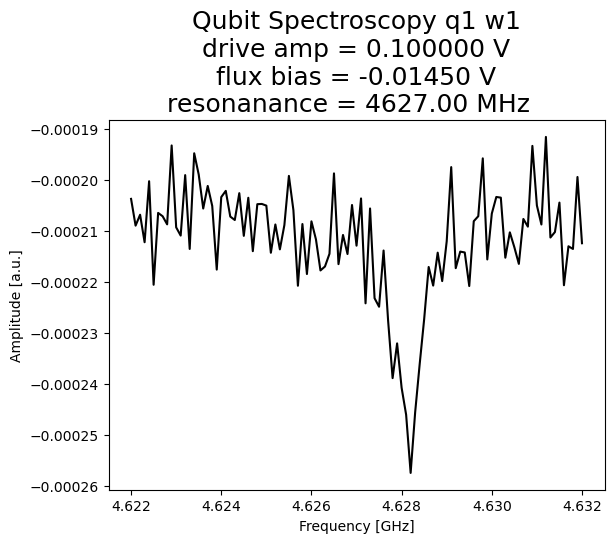 Qubit Spectroscopy q1 w1
drive amp = 0.100000 V
flux bias = -0.01450 V
resonanance = 4627.00 MHz
−0.00019
−0.00020
−0.00021
−0.00022
−0.00023
−0.00024
−0.00025
−0.00026
Amplitude [a.u.]
4.622 4.624 4.626 4.628 4.630 4.632
Frequency [GHz]